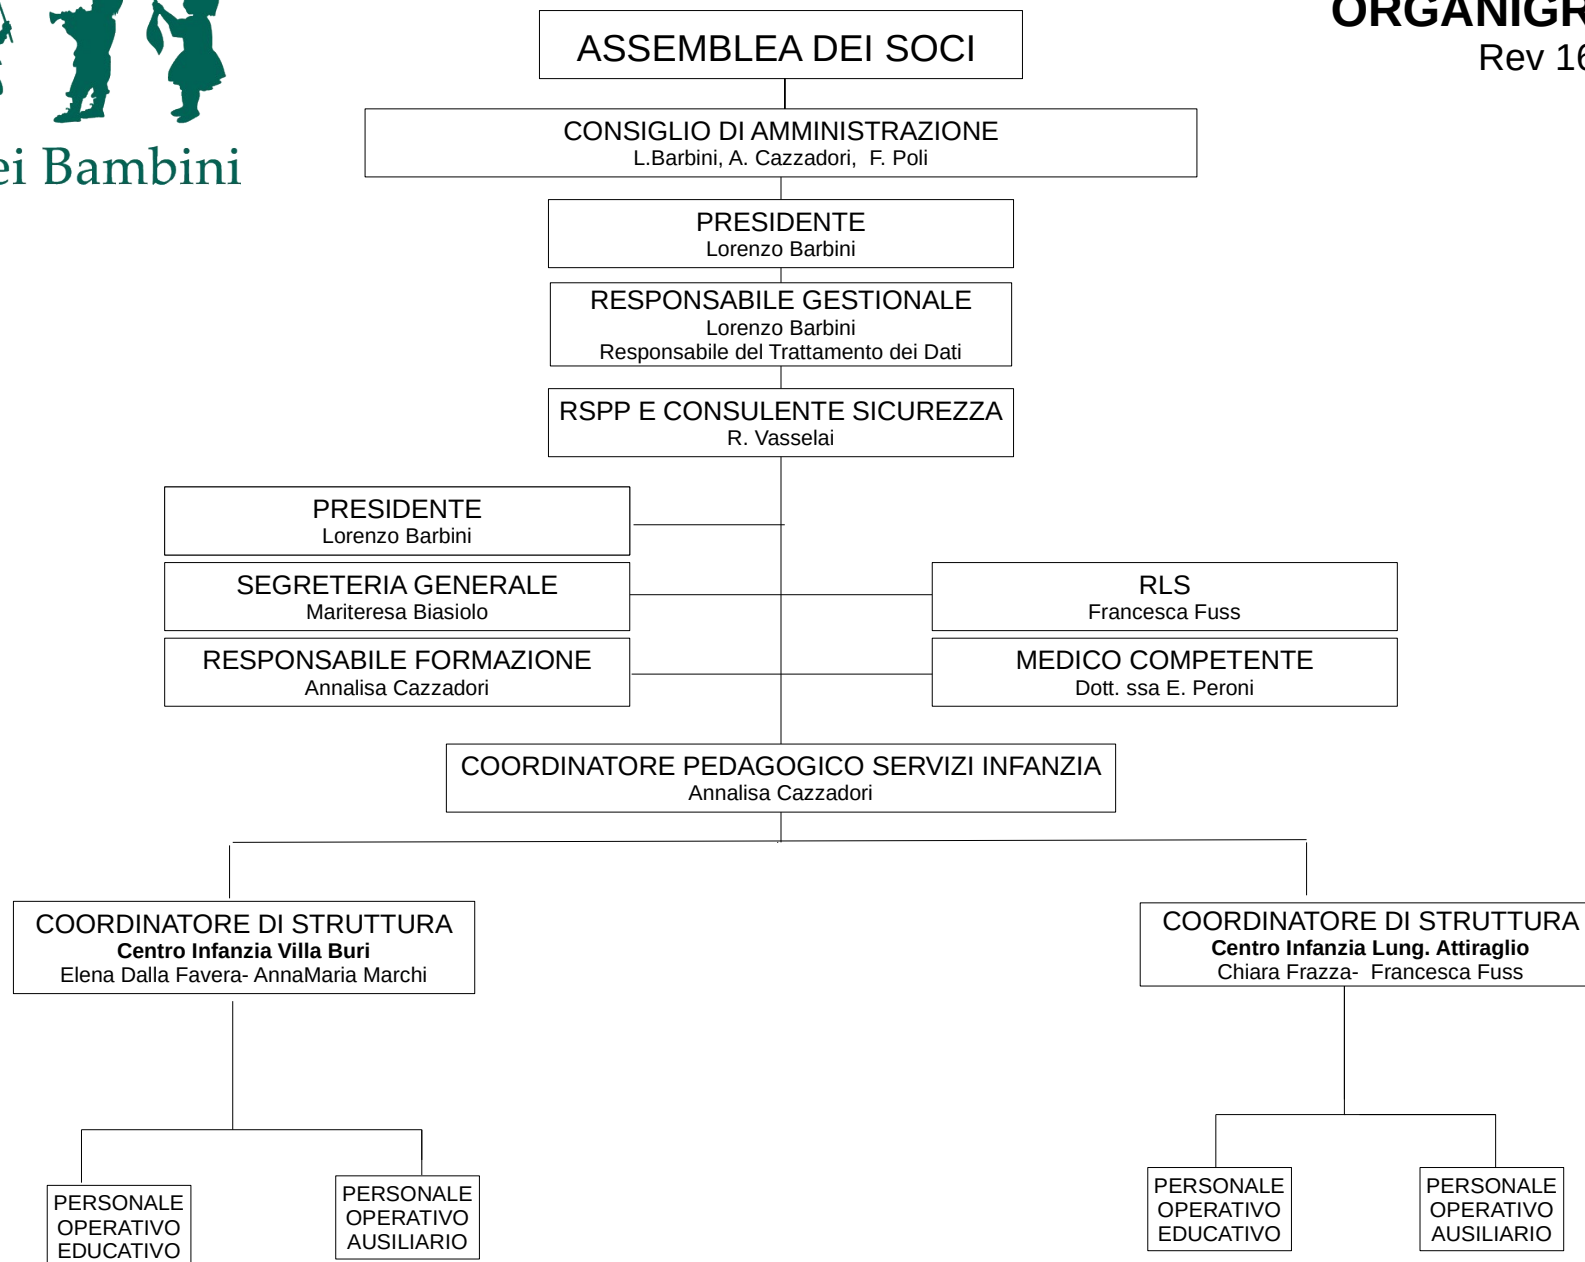 ORGANIGR
Rev 16
ei Bambini
ASSEMBLEA DEI SOCI
CONSIGLIO DI AMMINISTRAZIONE
L.Barbini, A. Cazzadori, F. Poli
PRESIDENTE
Lorenzo Barbini
RESPONSABILE GESTIONALE
Lorenzo Barbini
Responsabile del Trattamento dei Dati
RSPP E CONSULENTE SICUREZZA
R. Vasselai
PRESIDENTE
Lorenzo Barbini
SEGRETERIA GENERALE
Mariteresa Biasiolo
RLS
Francesca Fuss
RESPONSABILE FORMAZIONE
Annalisa Cazzadori
MEDICO COMPETENTE
Dott. ssa E. Peroni
COORDINATORE PEDAGOGICO SERVIZI INFANZIA
Annalisa Cazzadori
COORDINATORE DI STRUTTURA
Centro Infanzia Villa Buri
Elena Dalla Favera- AnnaMaria Marchi
COORDINATORE DI STRUTTURA
Centro Infanzia Lung. Attiraglio
Chiara Frazza- Francesca Fuss
PERSONALE
OPERATIVO
EDUCATIVO
PERSONALE
OPERATIVO
AUSILIARIO
PERSONALE
OPERATIVO
EDUCATIVO
PERSONALE
OPERATIVO
AUSILIARIO